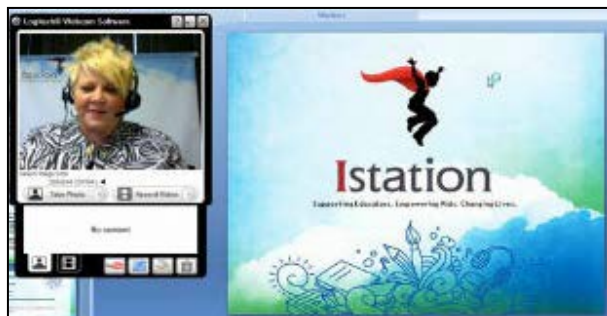 Logitech® Webcam Software
Take Photo
Record Video
No content
Istation
Supporting Educators. Empowering Kids. Changing Lives.